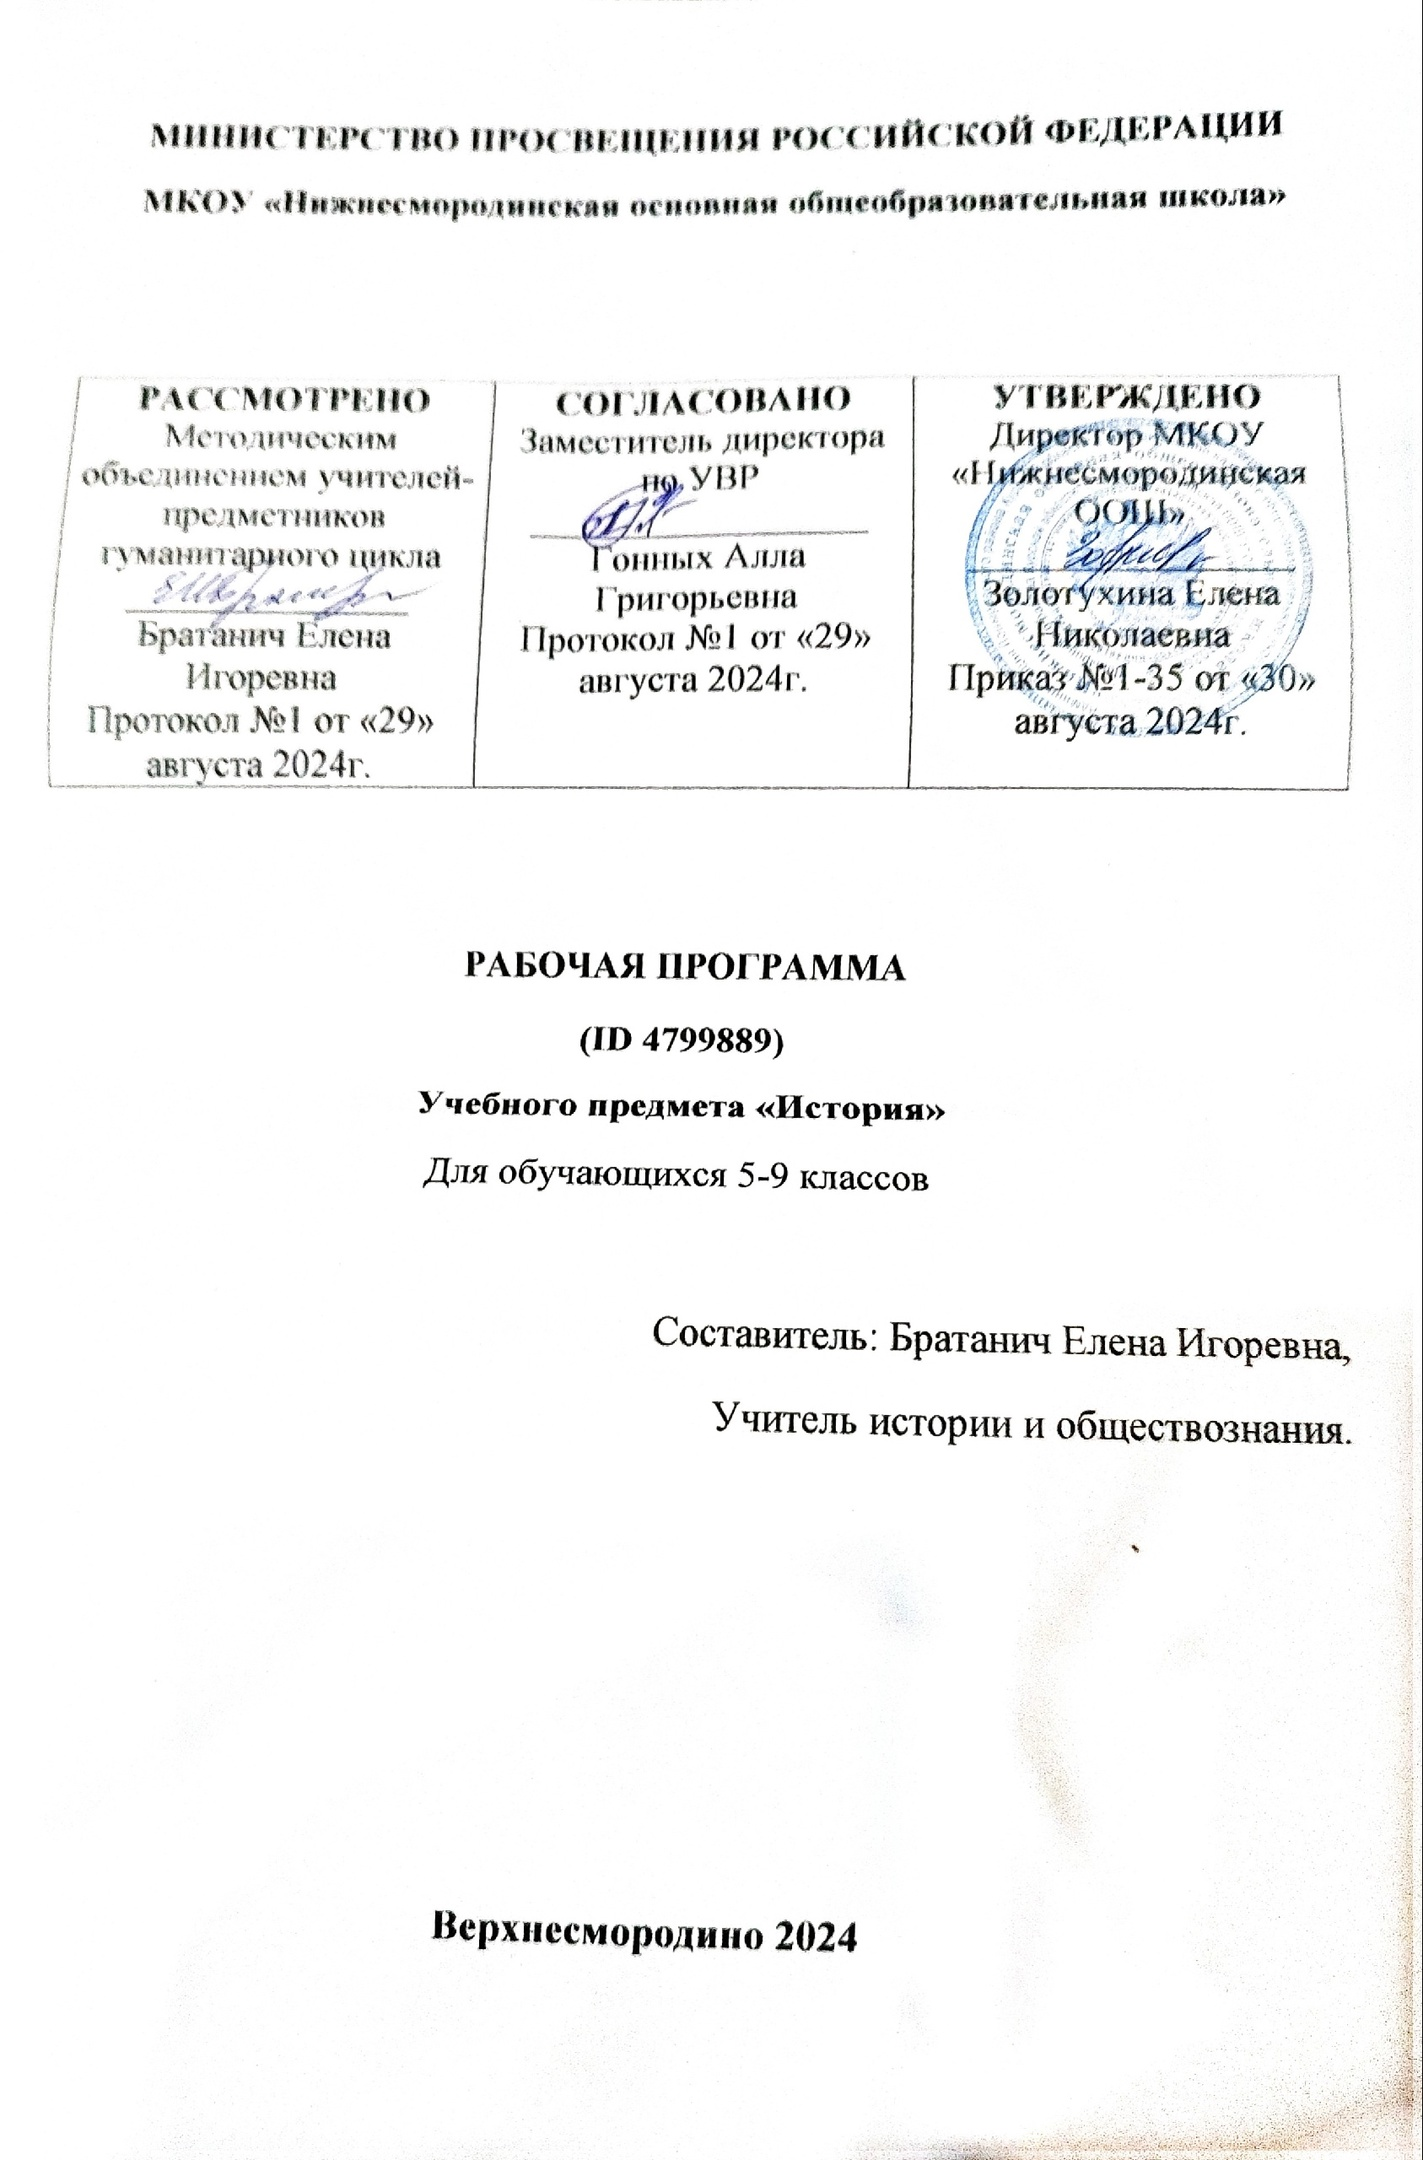 МИНИСТЕРСТВО ПРОСВЕЩЕНИЯ РОССИЙСКОЙ ФЕДЕРАЦИИ
МКОУ «Нижнесмородинская основная общеобразовательная школа»
РАССМОТРЕНО
Методическим
объединением учителей-
предметников
гуманитарного цикла
Братанич Елена
Игоревна
Протокол №1 от «29»
августа 2024г.
СОГЛАСОВАНО
Заместитель директора
по УВР
Гонных Алла
Григорьевна
Протокол №1 от «29»
августа 2024г.
УТВЕРЖДЕНО
Директор МКОУ
«Нижнесмородинская
ООШ»
Золотухина Елена
Николаевна
Приказ №1-35 от «30»
августа 2024г.
РАБОЧАЯ ПРОГРАММА
(ID 4799889)
Учебного предмета «История»
Для обучающихся 5-9 классов
Составитель: Братанич Елена Игоревна,
Учитель истории и обществознания.
Верхнесмородино 2024